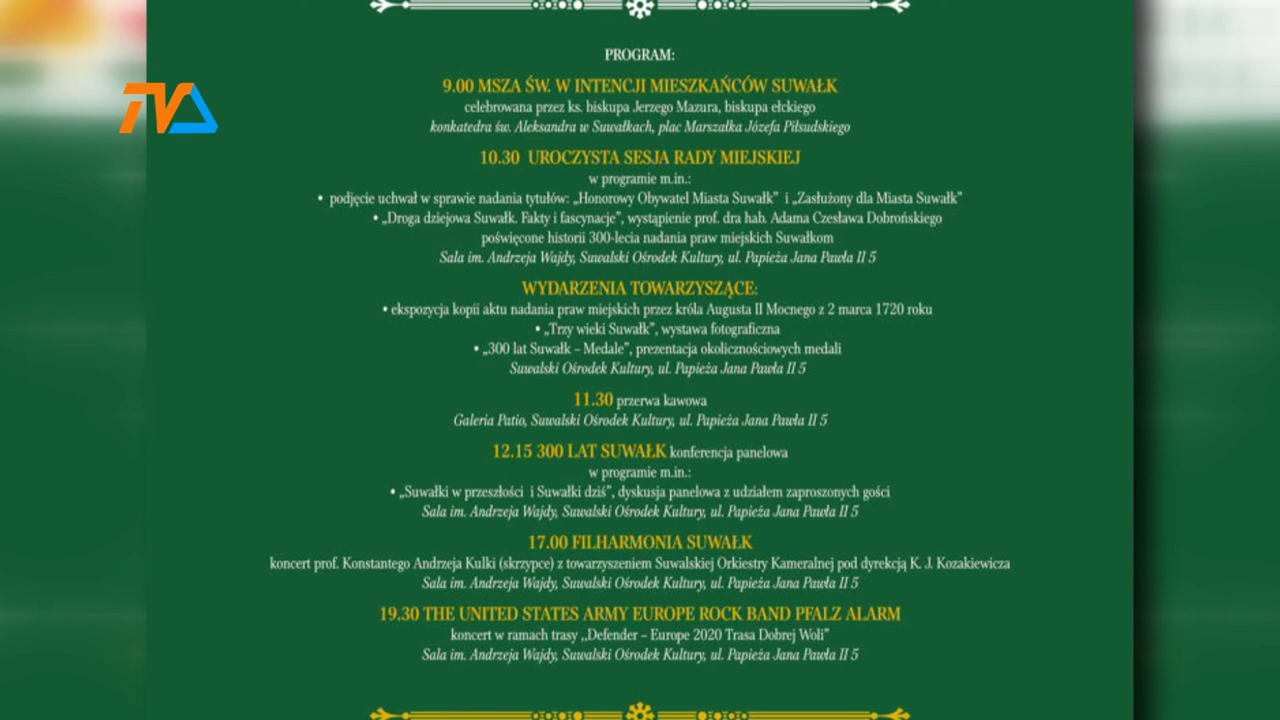 PROGRAM:
9.00 MSZA ŚW. W INTENCJI MIESZKAŃCÓW SUWAŁK
celebrowana przez ks. biskupa Jerzego Mazura, biskupa ełckiego
konkatedra św. Aleksandra w Suwałkach, plac Marszałka Józefa Piłsudskiego
TVA
10.30 UROCZYSTA SESJA RADY MIEJSKIEJ
w programie m.in.:
• podjęcie uchwał w sprawie nadania tytułów: „Honorowy Obywatel Miasta Suwałk” i „Zasłużony dla Miasta Suwałk”
• „Droga dziejowa Suwałk. Fakty i fascynacje”, wystąpienie prof. dra hab. Adama Czesława Dobrońskiego
poświęcone historii 300-lecia nadania praw miejskich Suwałkom
Sala im. Andrzeja Wajdy, Suwalski Ośrodek Kultury, ul. Papieża Jana Pawła II 5
WYDARZENIA TOWARZYSZĄCE:
• ekspozycja kopii aktu nadania praw miejskich przez króla Augusta II Mocnego z 2 marca 1720 roku
• „Trzy wieki Suwałk”, wystawa fotograficzna
• „300 lat Suwałk – Medale”, prezentacja okolicznościowych medali
Suwalski Ośrodek Kultury, ul. Papieża Jana Pawła II 5
11.30 przerwa kawowa
Galeria Patio, Suwalski Ośrodek Kultury, ul. Papieża Jana Pawła II 5
12.15 300 LAT SUWAŁK konferencja panelowa
w programie m.in.:
• „Suwałki w przeszłości i Suwałki dziś”, dyskusja panelowa z udziałem zaproszonych gości
Sala im. Andrzeja Wajdy, Suwalski Ośrodek Kultury, ul. Papieża Jana Pawła II 5
17.00 FILHARMONIA SUWAŁK
koncert prof. Konstantego Andrzeja Kulki (skrzypce) z towarzyszeniem Suwalskiej Orkiestry Kameralnej pod dyrekcją K. J. Kozakiewicza
Sala im. Andrzeja Wajdy, Suwalski Ośrodek Kultury, ul. Papieża Jana Pawła II 5
19.30 THE UNITED STATES ARMY EUROPE ROCK BAND PFALZ ALARM
koncert w ramach trasy ,,Defender – Europe 2020 Trasa Dobrej Woli”
Sala im. Andrzeja Wajdy, Suwalski Ośrodek Kultury, ul. Papieża Jana Pawła II 5